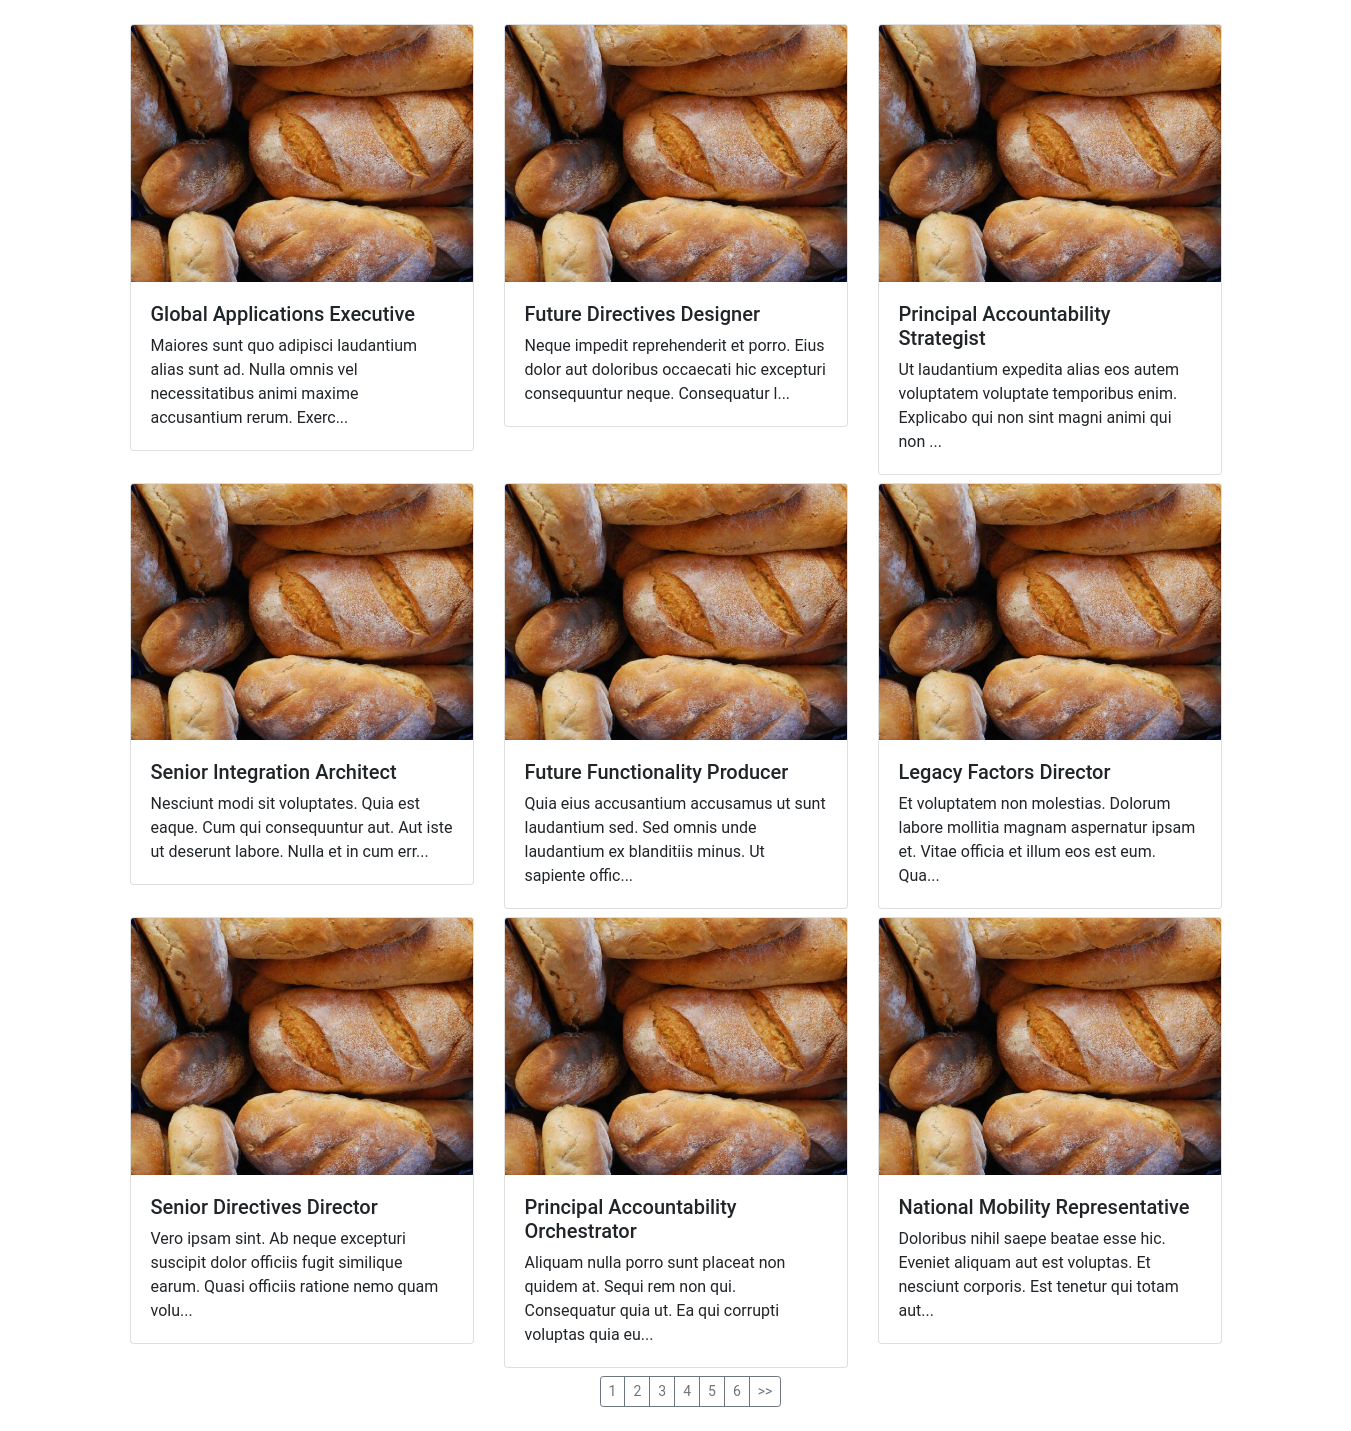 Global Applications Executive
Maiores sunt quo adipisci laudantium
alias sunt ad. Nulla omnis vel
necessitatibus animi maxime
accusantium rerum. Exerc...
Future Directives Designer
Neque impedit reprehenderit et porro. Eius
dolor aut doloribus occaecati hic excepturi
consequuntur neque. Consequatur l...
Principal Accountability
Strategist
Ut laudantium expedita alias eos autem
voluptatem voluptate temporibus enim.
Explicabo qui non sint magni animi qui
non ...
Senior Integration Architect
Nesciunt modi sit voluptates. Quia est
eaque. Cum qui consequuntur aut. Aut iste
ut deserunt labore. Nulla et in cum err...
Future Functionality Producer
Quia eius accusantium accusamus ut sunt
laudantium sed. Sed omnis unde
laudantium ex blanditiis minus. Ut
sapiente offic...
Legacy Factors Director
Et voluptatem non molestias. Dolorum
labore mollitia magnam aspernatur ipsam
et. Vitae officia et illum eos est eum.
Qua...
Senior Directives Director
Vero ipsam sint. Ab neque excepturi
suscipit dolor officiis fugit similique
earum. Quasi officiis ratione nemo quam
volu...
Principal Accountability
Orchestrator
Aliquam nulla porro sunt placeat non
quidem at. Sequi rem non qui.
Consequatur quia ut. Ea qui corrupti
voluptas quia eu...
National Mobility Representative
Doloribus nihil saepe beatae esse hic.
Eveniet aliquam aut est voluptas. Et
nesciunt corporis. Est tenetur qui totam
aut...
1 2 3 4 5 6 >>